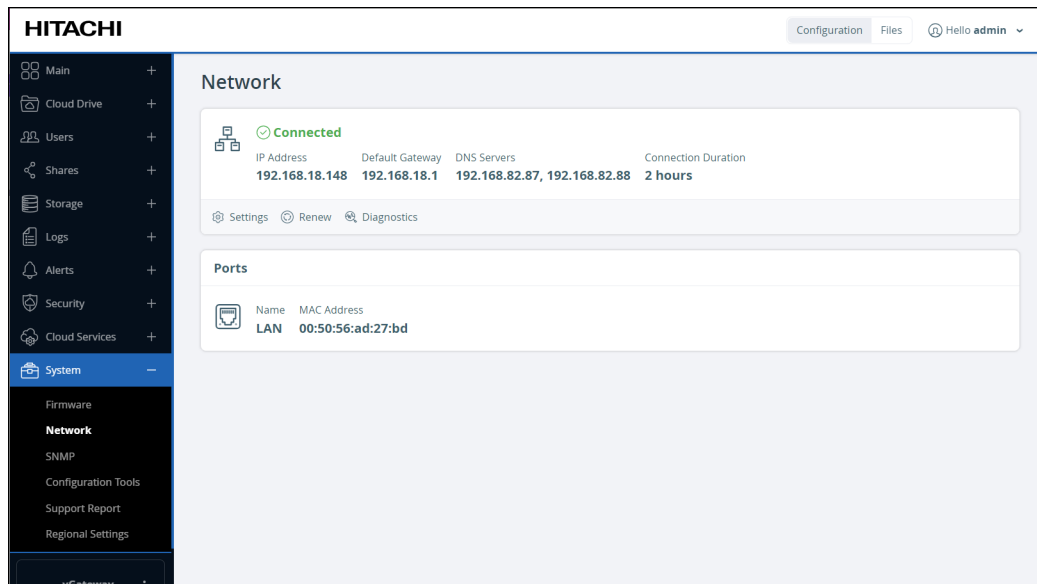 HITACHI
Configuration Files Hello admin
Main
Cloud Drive
Users
Shares
Storage
Logs
Alerts
Security
Cloud Services
System
Firmware
Network
SNMP
Configuration Tools
Support Report
Regional Settings
vGateway
Network
Connected
IP Address Default Gateway DNS Servers Connection Duration
192.168.18.148 192.168.18.1 192.168.82.87, 192.168.82.88 2 hours
Settings Renew Diagnostics
Ports
Name MAC Address
LAN 00:50:56:ad:27:bd